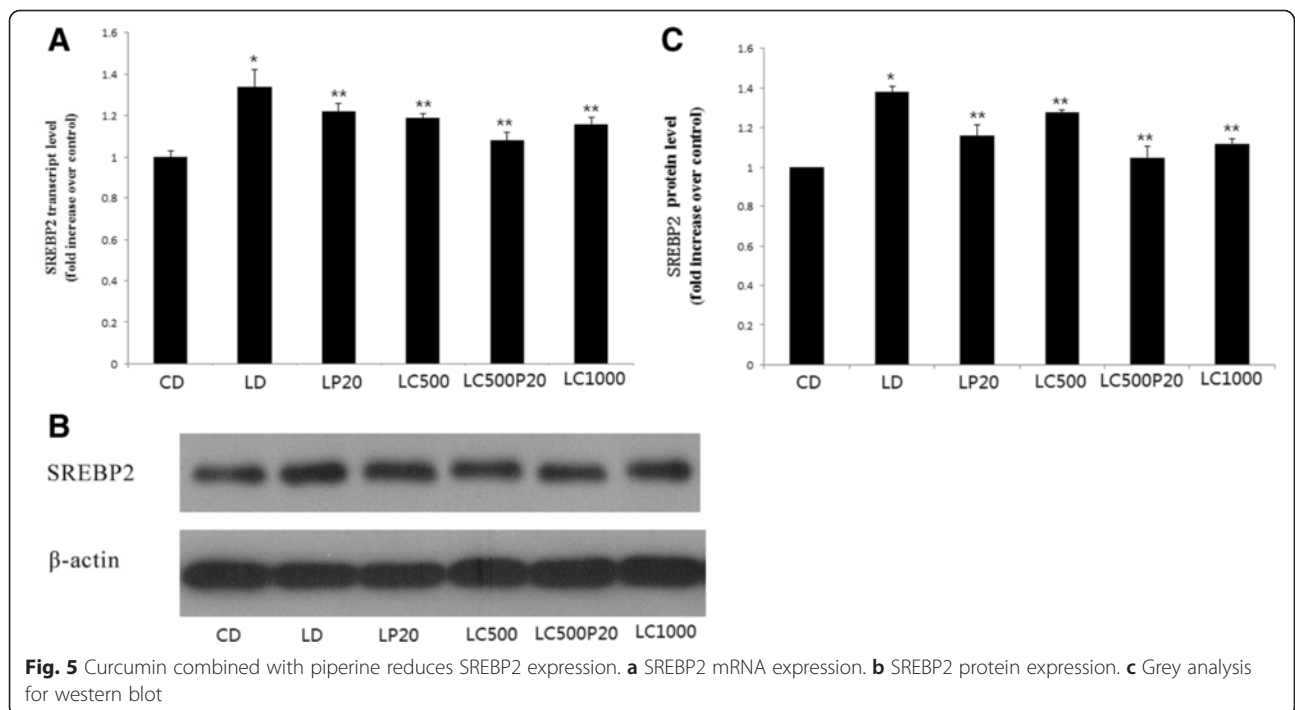 A
SREBP2 transcript level
(fold increase over control)
1.6
1.4
1.2
1
0.8
0.6
0.4
0.2
0
*
**
**
**
**
CD LD LP20 LC500 LC500P20 LC1000
C
SREBP2 protein level
(fold increase over control)
1.6
1.4
1.2
1
0.8
0.6
0.4
0.2
0
*
**
**
**
**
CD LD LP20 LC500 LC500P20 LC1000
B
SREBP2
β-actin
CD LD LP20 LC500 LC500P20 LC1000
Fig. 5 Curcumin combined with piperine reduces SREBP2 expression. a SREBP2 mRNA expression. b SREBP2 protein expression. c Grey analysis
for western blot